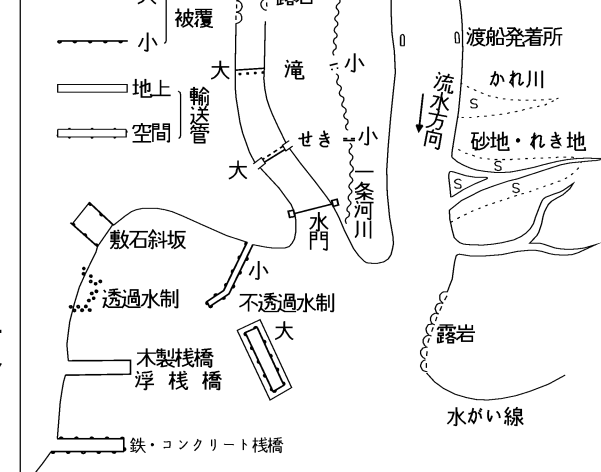 被覆
小
渡船発着所
大
滝
小
流水方向
かれ川
S
地上
空間
輸送管
せき
小
砂地・れき地
S
S
S
大
一条河川
水門
敷石斜坂
小
透過水制
不透過水制
大
露岩
木製桟橋
浮桟橋
水がい線
鉄・コンクリート桟橋